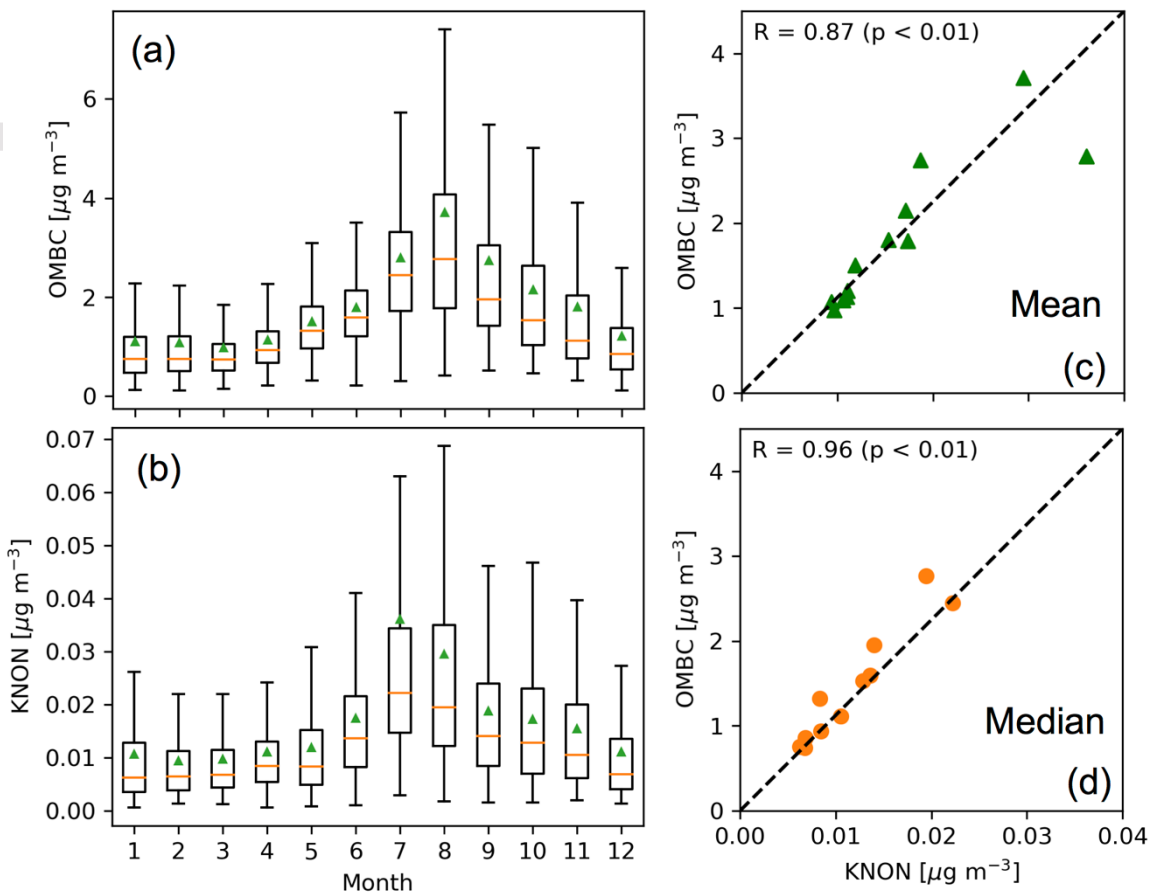 (a)
OMBC [µg m⁻³]
6
4
2
0
(b)
KNON [µg m⁻³]
0.07
0.06
0.05
0.04
0.03
0.02
0.01
0.00
1 2 3 4 5 6 7 8 9 10 11 12
Month
R = 0.87 (p < 0.01)
OMBC [µg m⁻³]
4
3
2
1
0
Mean
(c)
R = 0.96 (p < 0.01)
OMBC [µg m⁻³]
4
3
2
1
0
Median
(d)
0.00 0.01 0.02 0.03 0.04
KNON [µg m⁻³]